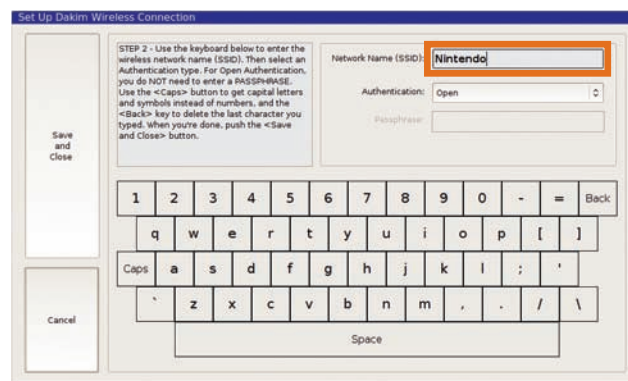 Set Up Dakim Wireless Connection
Save
and
Close
STEP 2 - Use the keyboard below to enter the
wireless network name (SSID). Then select an
Authentication type. For Open Authentication,
you do NOT need to enter a PASSPHRASE.
Use the <Caps> button to get capital letters
and symbols instead of numbers, and the
<Back> key to delete the last character you
typed. When you're done, push the <Save
and Close> button.
Network Name (SSID): Nintendo
Authentication: Open
Passphrase:
1 2 3 4 5 6 7 8 9 0 - = Back
q w e r t y u i o p [ ]
Caps a s d f g h j k l ; '
` z x c v b n m , . / \
Space
Cancel